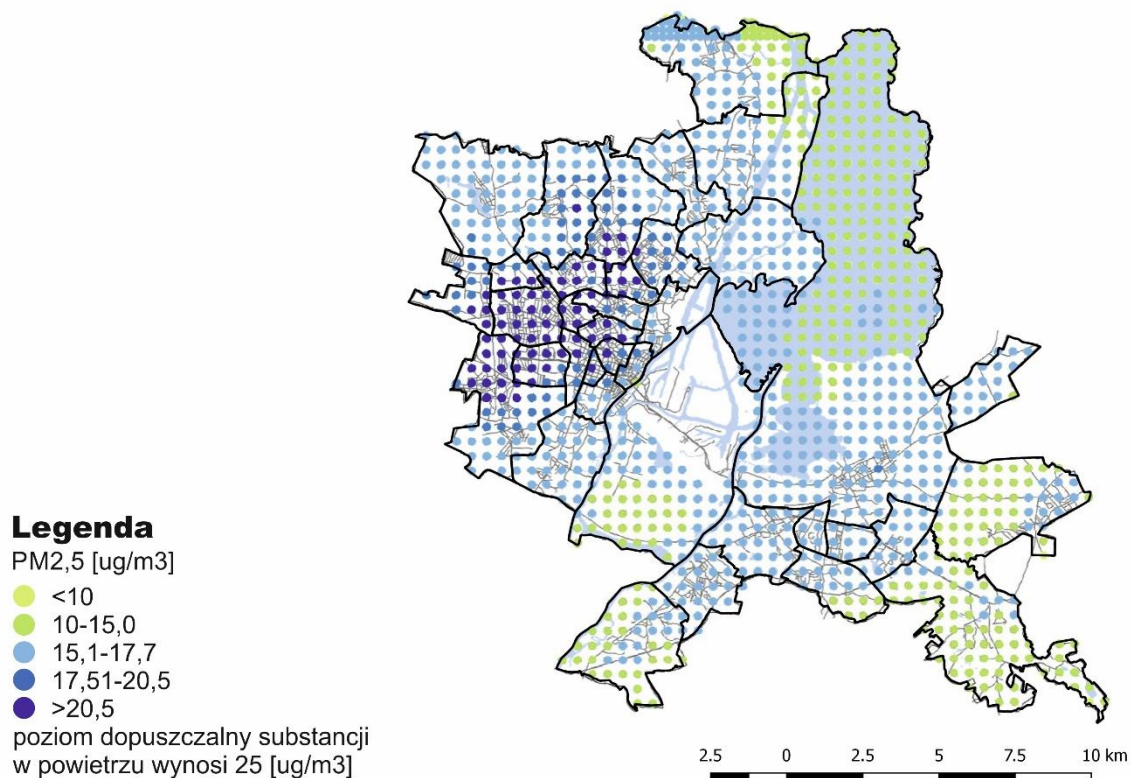 Legenda
PM2,5 [ug/m3]
<10
10-15,0
15,1-17,7
17,51-20,5
>20,5
poziom dopuszczalny substancji
w powietrzu wynosi 25 [ug/m3]
2.5 0 2.5 5 7.5 10 km